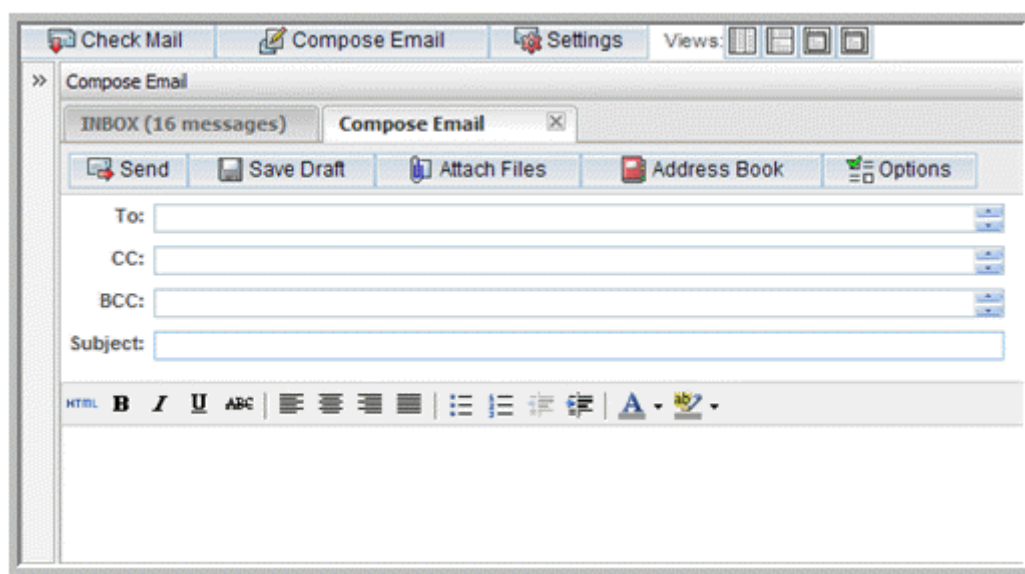 Check Mail Compose Email Settings Views:
» Compose Email
INBOX (16 messages) Compose Email
Send Save Draft Attach Files Address Book Options
To:
CC:
BCC:
Subject:
HTML B I U ABC A ab